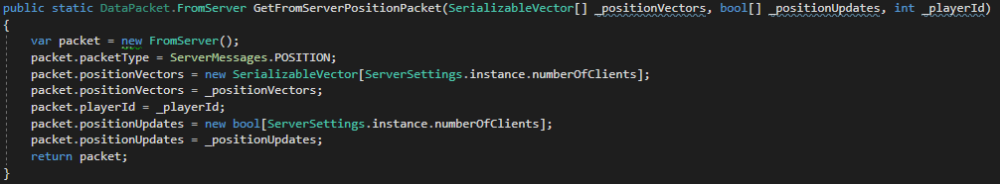 public static DataPacket.FromServer GetFromServerPositionPacket(SerializableVector[] _positionVectors, bool[] _positionUpdates, int _playerId)
{
var packet = new FromServer();
packet.packetType = ServerMessages.POSITION;
packet.positionVectors = new SerializableVector[ServerSettings.instance.numberOfClients];
packet.positionVectors = _positionVectors;
packet.playerId = _playerId;
packet.positionUpdates = new bool[ServerSettings.instance.numberOfClients];
packet.positionUpdates = _positionUpdates;
return packet;
}